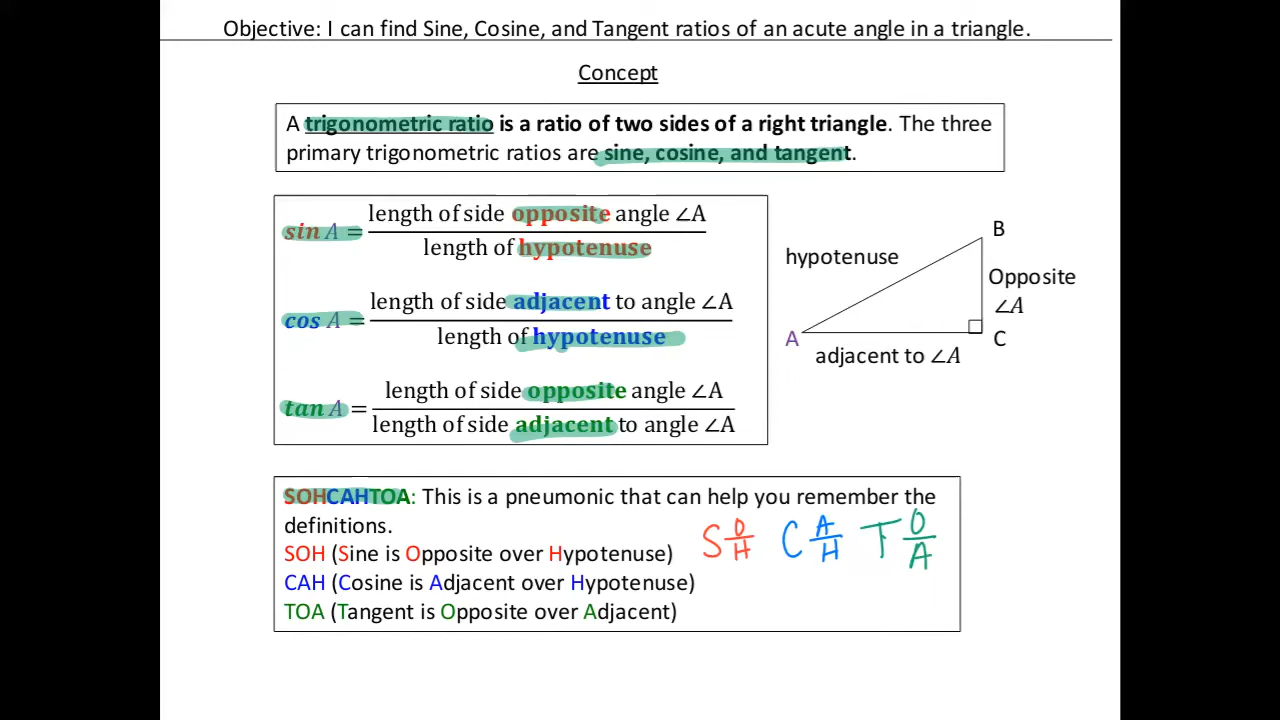 Objective: I can find Sine, Cosine, and Tangent ratios of an acute angle in a triangle.
Concept
A trigonometric ratio is a ratio of two sides of a right triangle. The three
primary trigonometric ratios are sine, cosine, and tangent.
sin A = length of side opposite angle ∠A
length of hypotenuse
cos A = length of side adjacent to angle ∠A
length of hypotenuse
tan A = length of side opposite angle ∠A
length of side adjacent to angle ∠A
B
hypotenuse
Opposite
∠A
A
C
adjacent to ∠A
SOHCAHTOA: This is a pneumonic that can help you remember the
definitions.
SOH (Sine is Opposite over Hypotenuse)
CAH (Cosine is Adjacent over Hypotenuse)
TOA (Tangent is Opposite over Adjacent)
S O/H C A/H T O/A